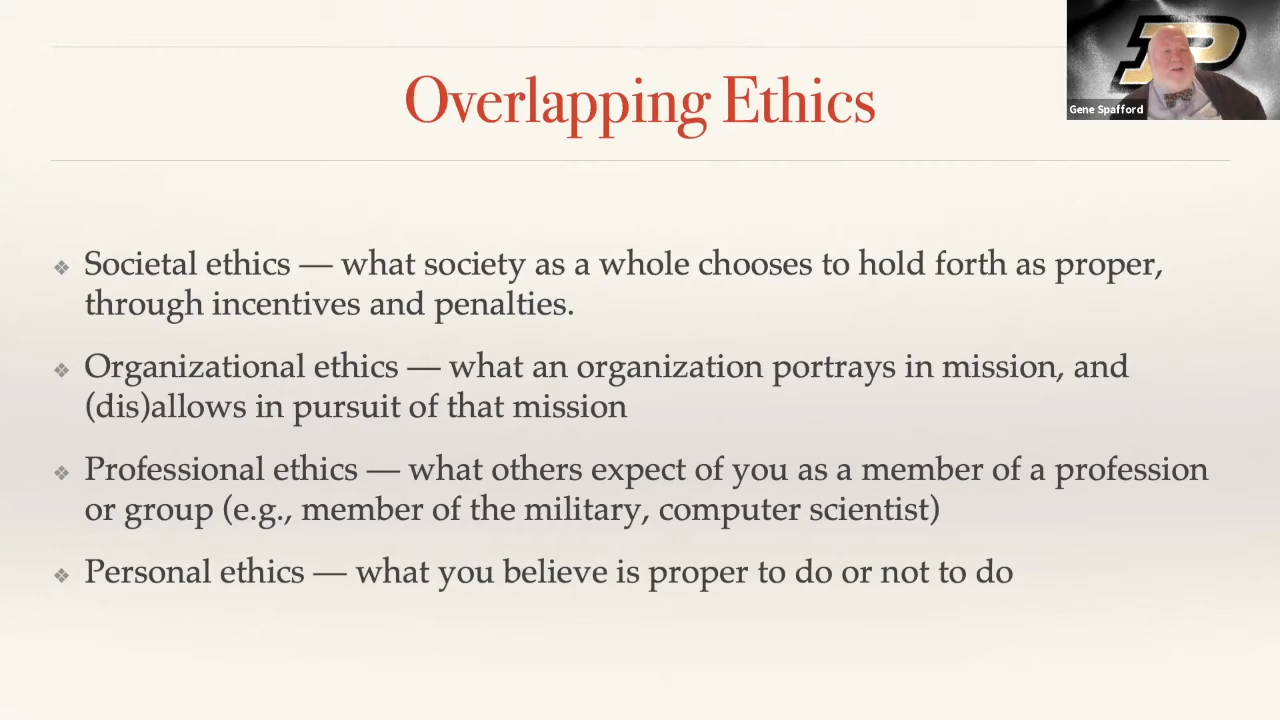 Overlapping Ethics
Gene Spafford
❖ Societal ethics — what society as a whole chooses to hold forth as proper,
through incentives and penalties.
❖ Organizational ethics — what an organization portrays in mission, and
(dis)allows in pursuit of that mission
❖ Professional ethics — what others expect of you as a member of a profession
or group (e.g., member of the military, computer scientist)
❖ Personal ethics — what you believe is proper to do or not to do